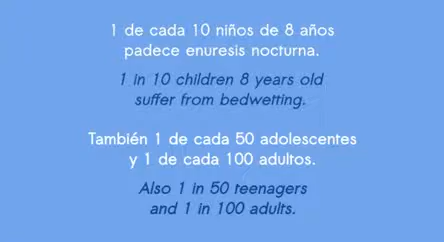 1 de cada 10 niños de 8 años
padece enuresis nocturna.
1 in 10 children 8 years old
suffer from bedwetting.
También 1 de cada 50 adolescentes
y 1 de cada 100 adultos.
Also 1 in 50 teenagers
and 1 in 100 adults.